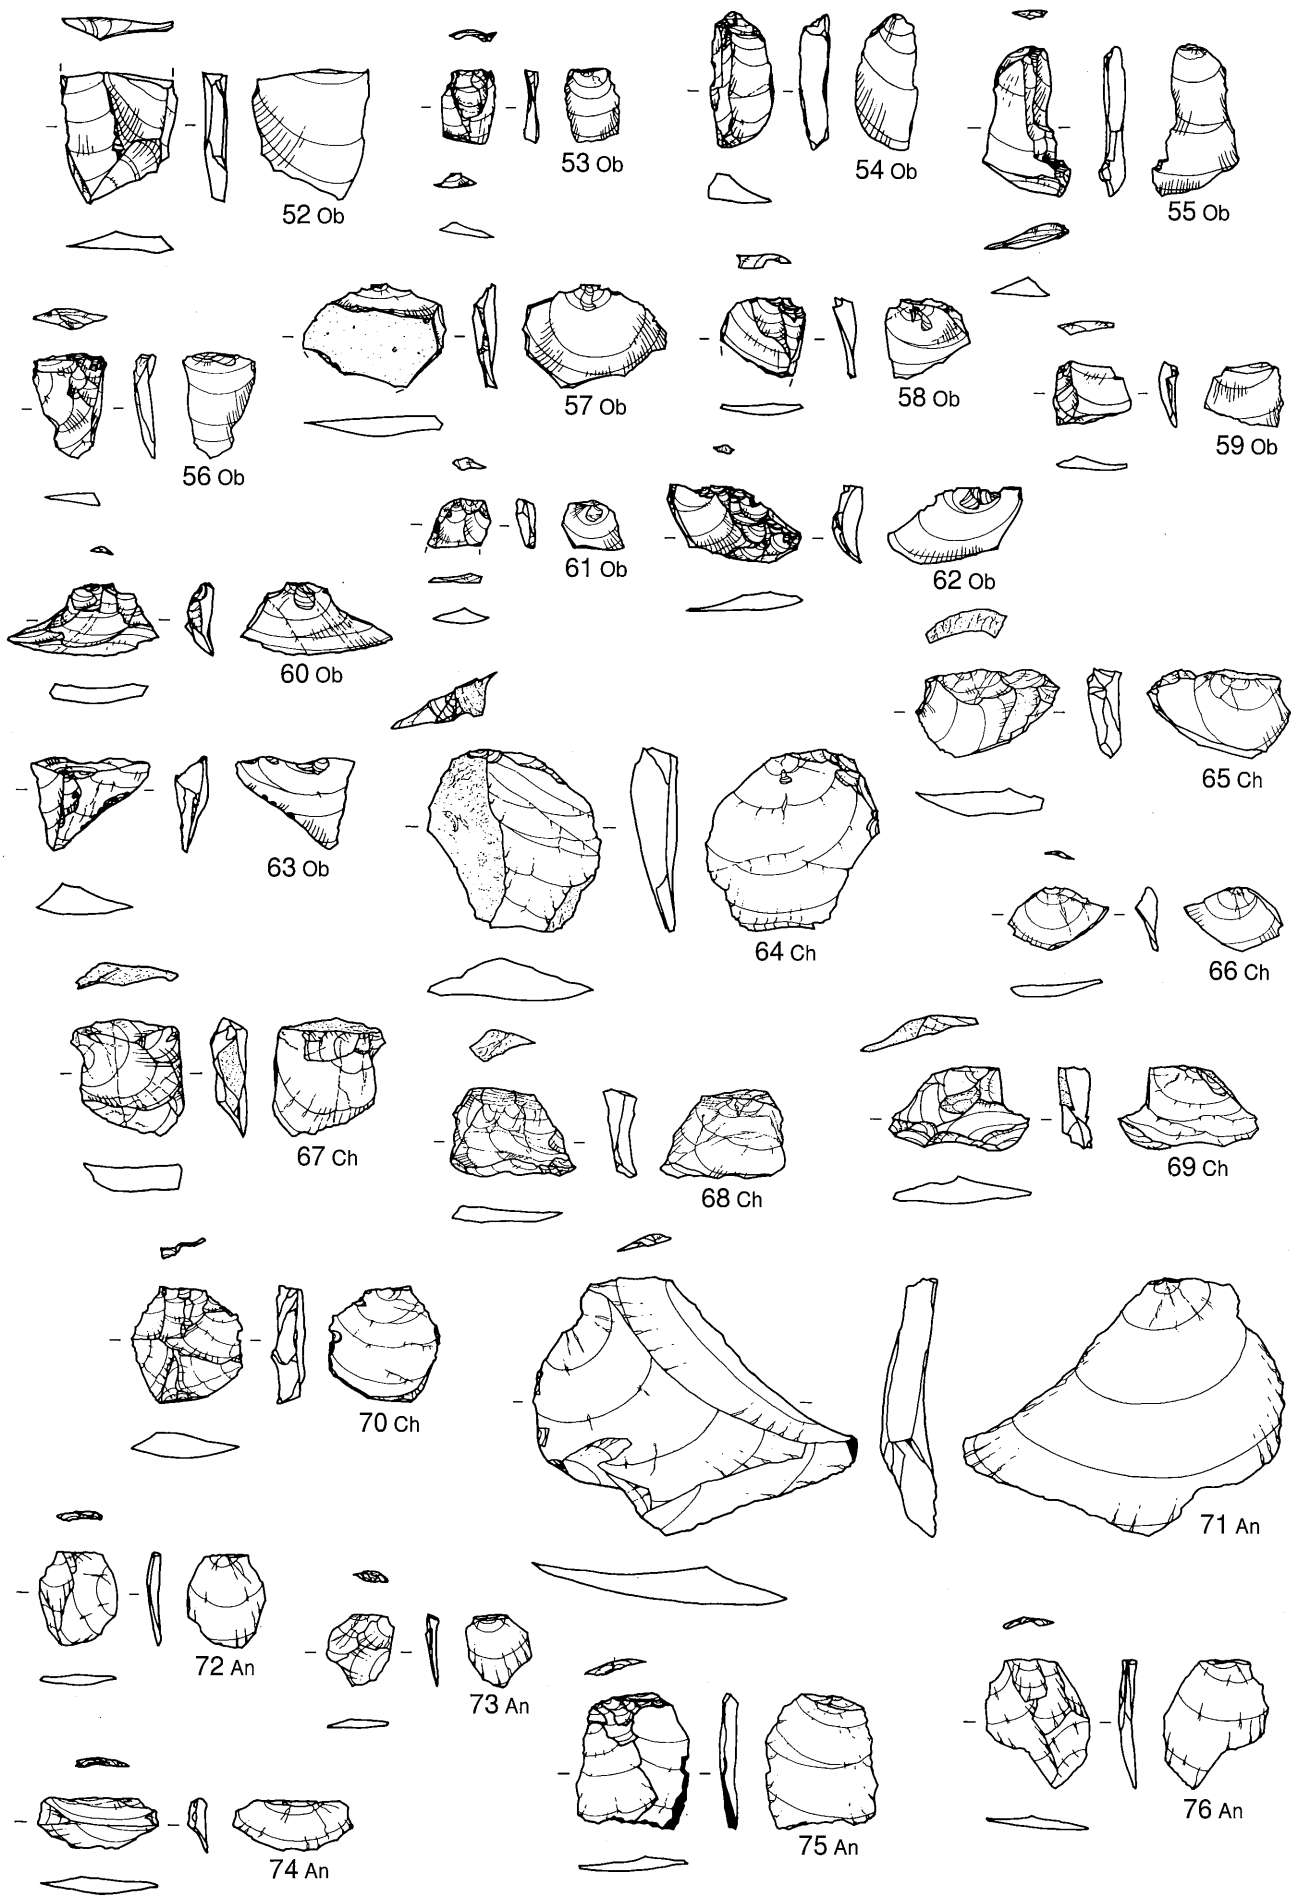 52 Ob
53 Ob
54 Ob
55 Ob
56 Ob
57 Ob
58 Ob
59 Ob
61 Ob
62 Ob
60 Ob
65 Ch
63 Ob
64 Ch
66 Ch
67 Ch
68 Ch
69 Ch
70 Ch
71 An
72 An
73 An
76 An
75 An
74 An